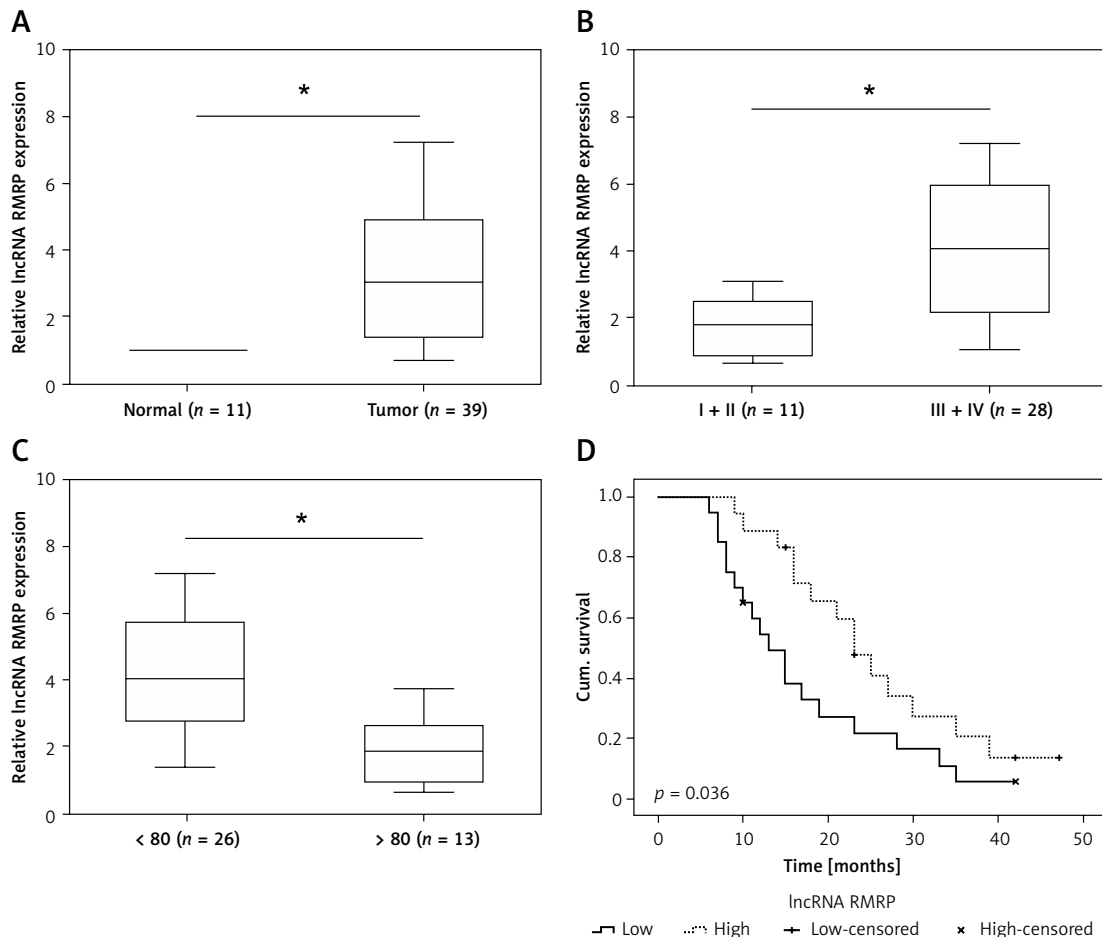 A
Relative lncRNA RMRP expression
10
8
6
4
2
0
*
Normal (n = 11)
Tumor (n = 39)
B
Relative lncRNA RMRP expression
10
8
6
4
2
0
*
I + II (n = 11)
III + IV (n = 28)
C
Relative lncRNA RMRP expression
10
8
6
4
2
0
*
< 80 (n = 26)
> 80 (n = 13)
D
Cum. survival
1.0
0.8
0.6
0.4
0.2
0
p = 0.036
0 10 20 30 40 50
Time [months]
lncRNA RMRP
Low High Low-censored High-censored